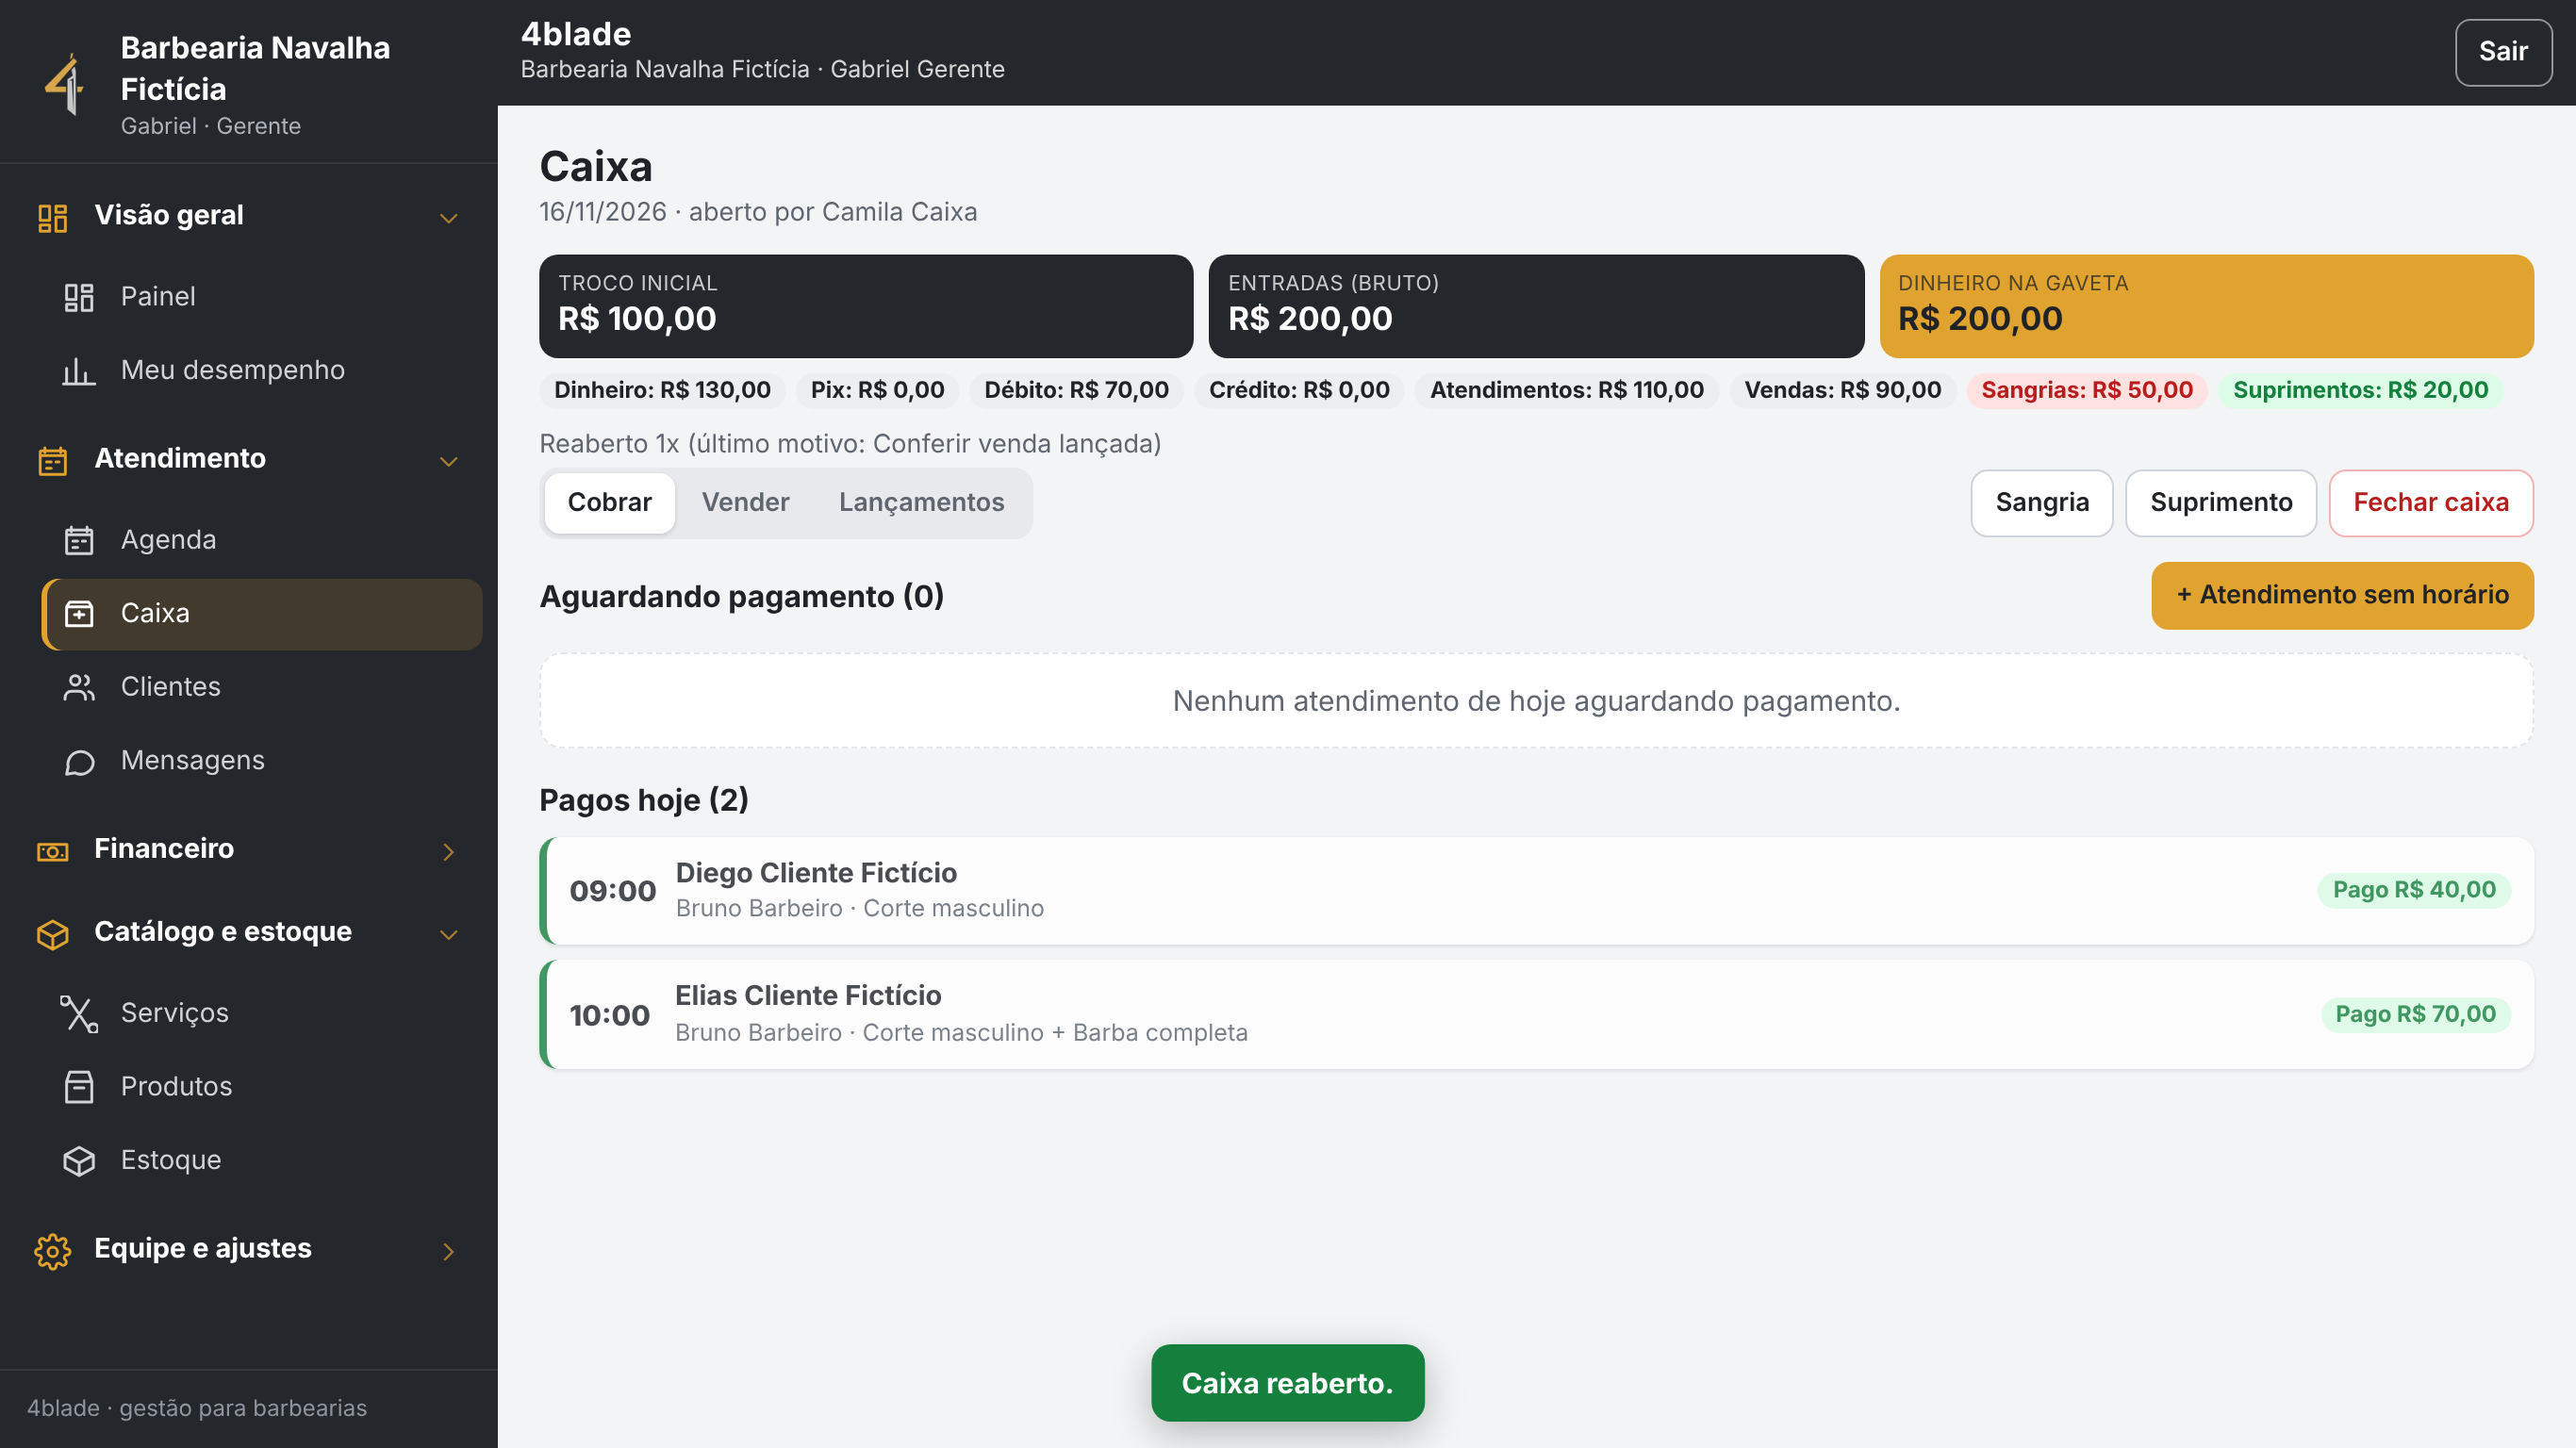 Barbearia Navalha
Fictícia
Gabriel · Gerente
Visão geral
Painel
Meu desempenho
Atendimento
Agenda
Caixa
Clientes
Mensagens
Financeiro
Catálogo e estoque
Serviços
Produtos
Estoque
Equipe e ajustes
4blade · gestão para barbearias
4blade
Barbearia Navalha Fictícia · Gabriel Gerente
Sair
Caixa
16/11/2026 · aberto por Camila Caixa
TROCO INICIAL
R$ 100,00
ENTRADAS (BRUTO)
R$ 200,00
DINHEIRO NA GAVETA
R$ 200,00
Dinheiro: R$ 130,00 Pix: R$ 0,00 Débito: R$ 70,00 Crédito: R$ 0,00 Atendimentos: R$ 110,00 Vendas: R$ 90,00 Sangrias: R$ 50,00 Suprimentos: R$ 20,00
Reaberto 1x (último motivo: Conferir venda lançada)
Cobrar Vender Lançamentos
Sangria Suprimento Fechar caixa
Aguardando pagamento (0)
+ Atendimento sem horário
Nenhum atendimento de hoje aguardando pagamento.
Pagos hoje (2)
09:00
Diego Cliente Fictício
Bruno Barbeiro · Corte masculino
Pago R$ 40,00
10:00
Elias Cliente Fictício
Bruno Barbeiro · Corte masculino + Barba completa
Pago R$ 70,00
Caixa reaberto.